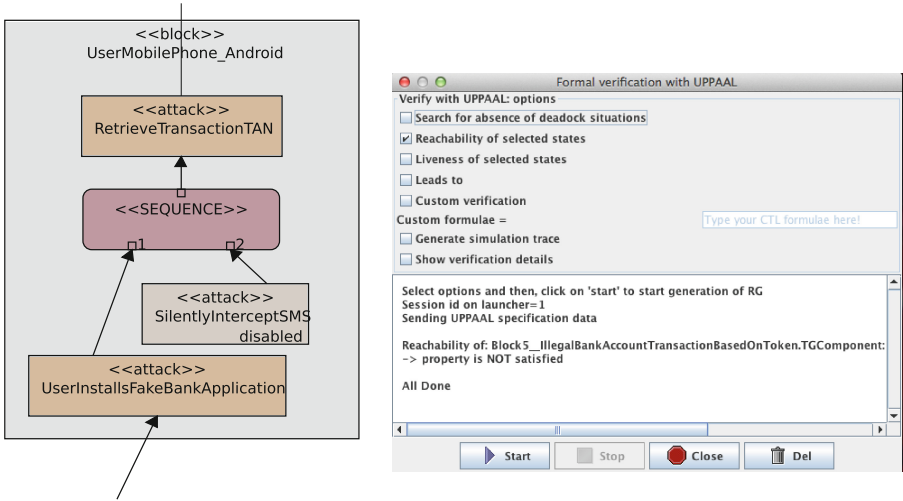 <<block>>
UserMobilePhone_Android
<<attack>>
RetrieveTransactionTAN
<<SEQUENCE>>
1
2
<<attack>>
SilentlyInterceptSMS
disabled
<<attack>>
UserInstallsFakeBankApplication
Formal verification with UPPAAL
Verify with UPPAAL: options
Search for absence of deadock situations
Reachability of selected states
Liveness of selected states
Leads to
Custom verification
Custom formulae =
Type your CTL formulae here!
Generate simulation trace
Show verification details
Select options and then, click on 'start' to start generation of RG
Session id on launcher=1
Sending UPPAAL specification data
Reachability of: Block5__IllegalBankAccountTransactionBasedOnToken.TGComponent:
-> property is NOT satisfied
All Done
Start
Stop
Close
Del